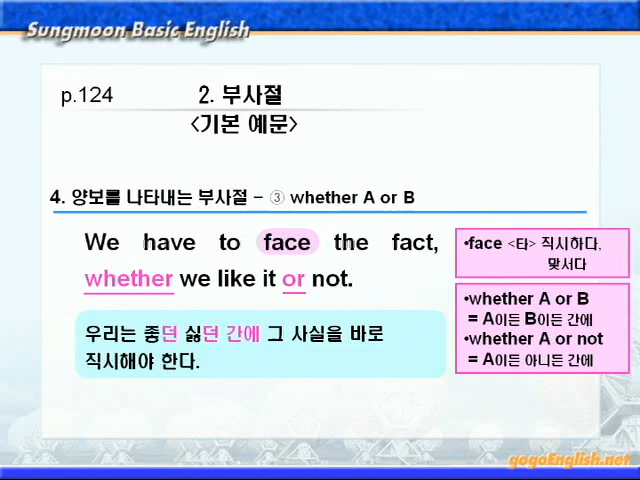 Sungmoon Basic English
p.124
2. 부사절
<기본 예문>
4. 양보를 나타내는 부사절 - ③ whether A or B
We have to face the fact,
whether we like it or not.
우리는 좋던 싫던 간에 그 사실을 바로
직시해야 한다.
•face <타> 직시하다,
맞서다
•whether A or B
= A이든 B이든 간에
•whether A or not
= A이든 아니든 간에
gogoEnglish.net